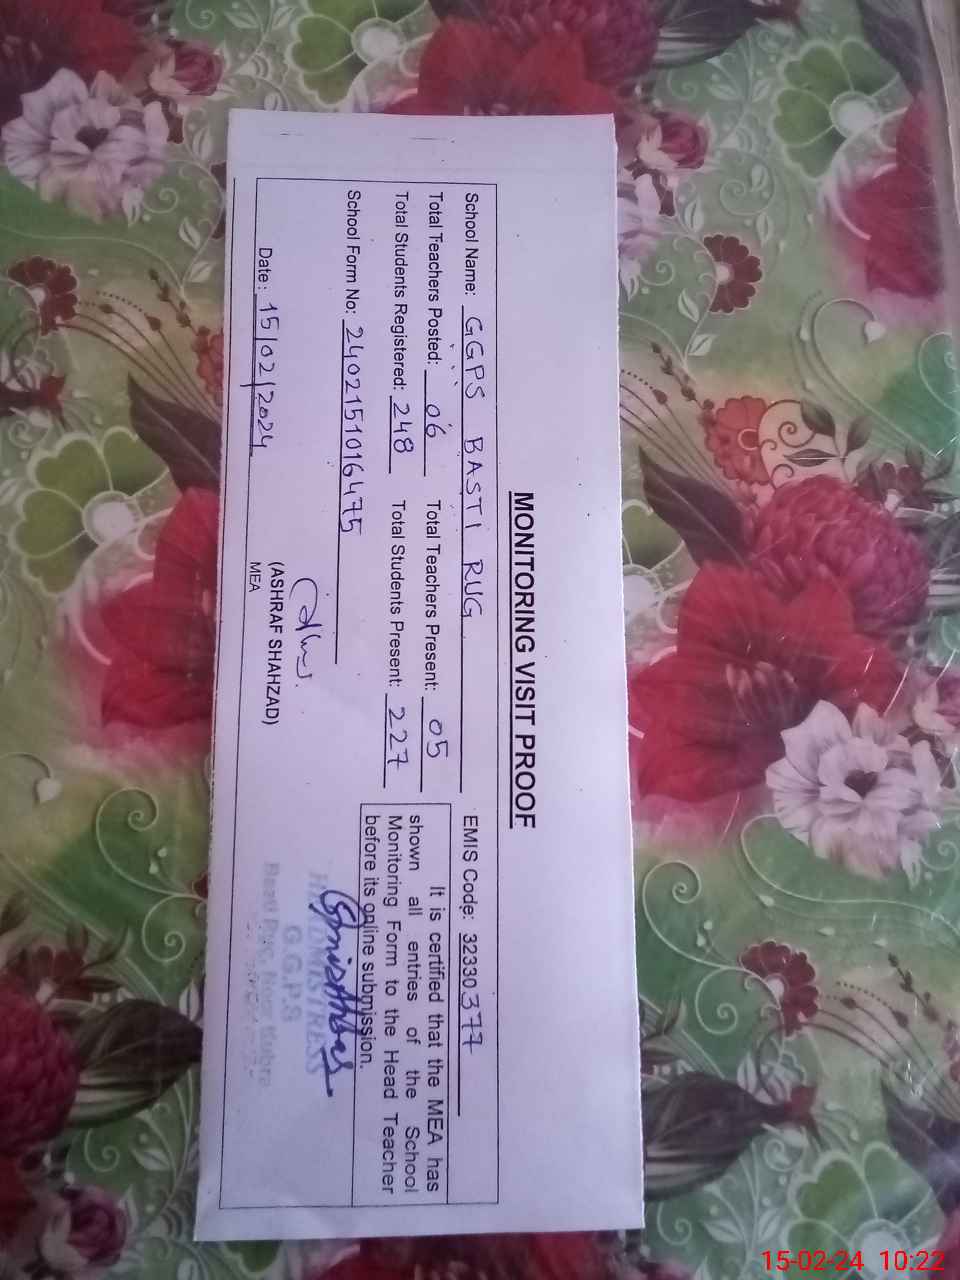 MONITORING VISIT PROOF
School Name: GGPS BASTI RUG EMIS Code: 32330377
Total Teachers Posted: 06 Total Teachers Present: 05
Total Students Registered: 248 Total Students Present: 227
School Form No: 2402151016475
It is certified that the MEA has
shown all entries of the School
Monitoring Form to the Head Teacher
before its online submission.
(ASHRAF SHAHZAD)
Date: 15/02/2024 MEA
HEADMISTRESS
G.G.P.S
Basti Rug,
15-02-24 10:22